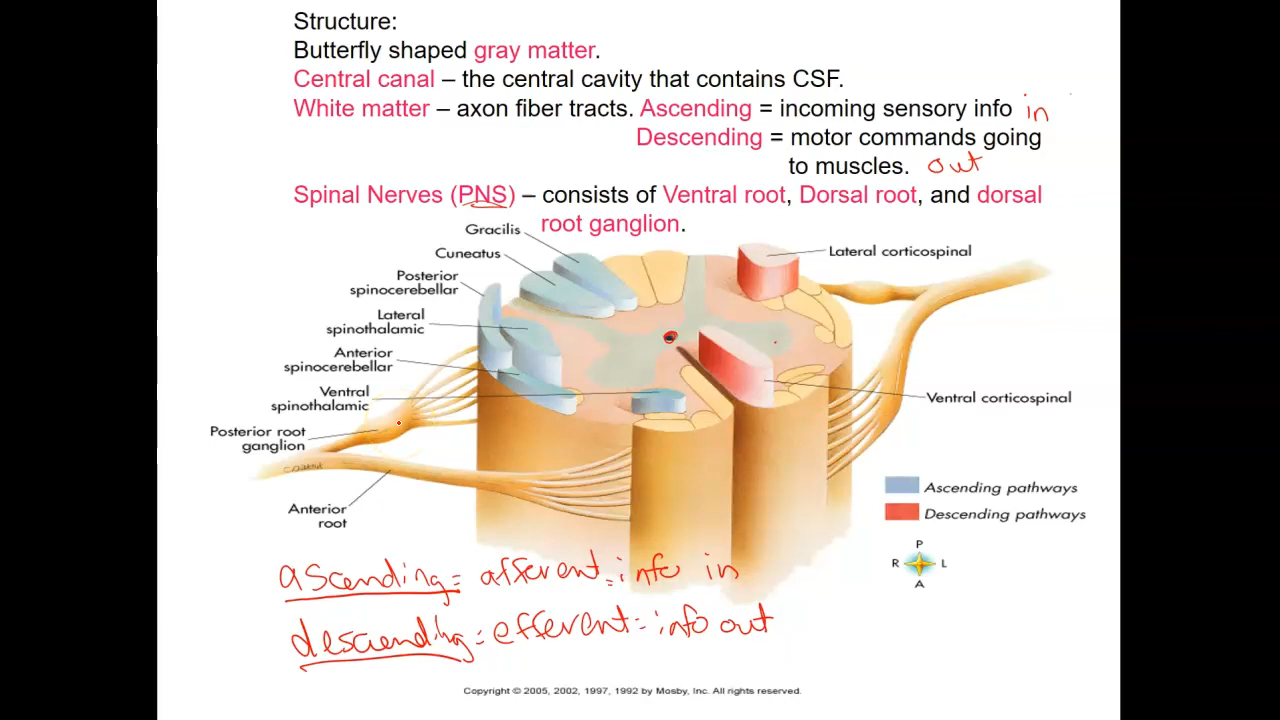 Structure:
Butterfly shaped gray matter.
Central canal – the central cavity that contains CSF.
White matter – axon fiber tracts. Ascending = incoming sensory info in
Descending = motor commands going
to muscles. out
Spinal Nerves (PNS) – consists of Ventral root, Dorsal root, and dorsal
root ganglion.
Gracilis
Cuneatus
Posterior
spinocerebellar
Lateral
spinothalamic
Anterior
spinocerebellar
Ventral
spinothalamic
Posterior root
ganglion
Anterior
root
Lateral corticospinal
Ventral corticospinal
Ascending pathways
Descending pathways
P
R L
A
ascending = afferent = info in
descending = efferent = info out
Copyright © 2005, 2002, 1997, 1992 by Mosby, Inc. All rights reserved.